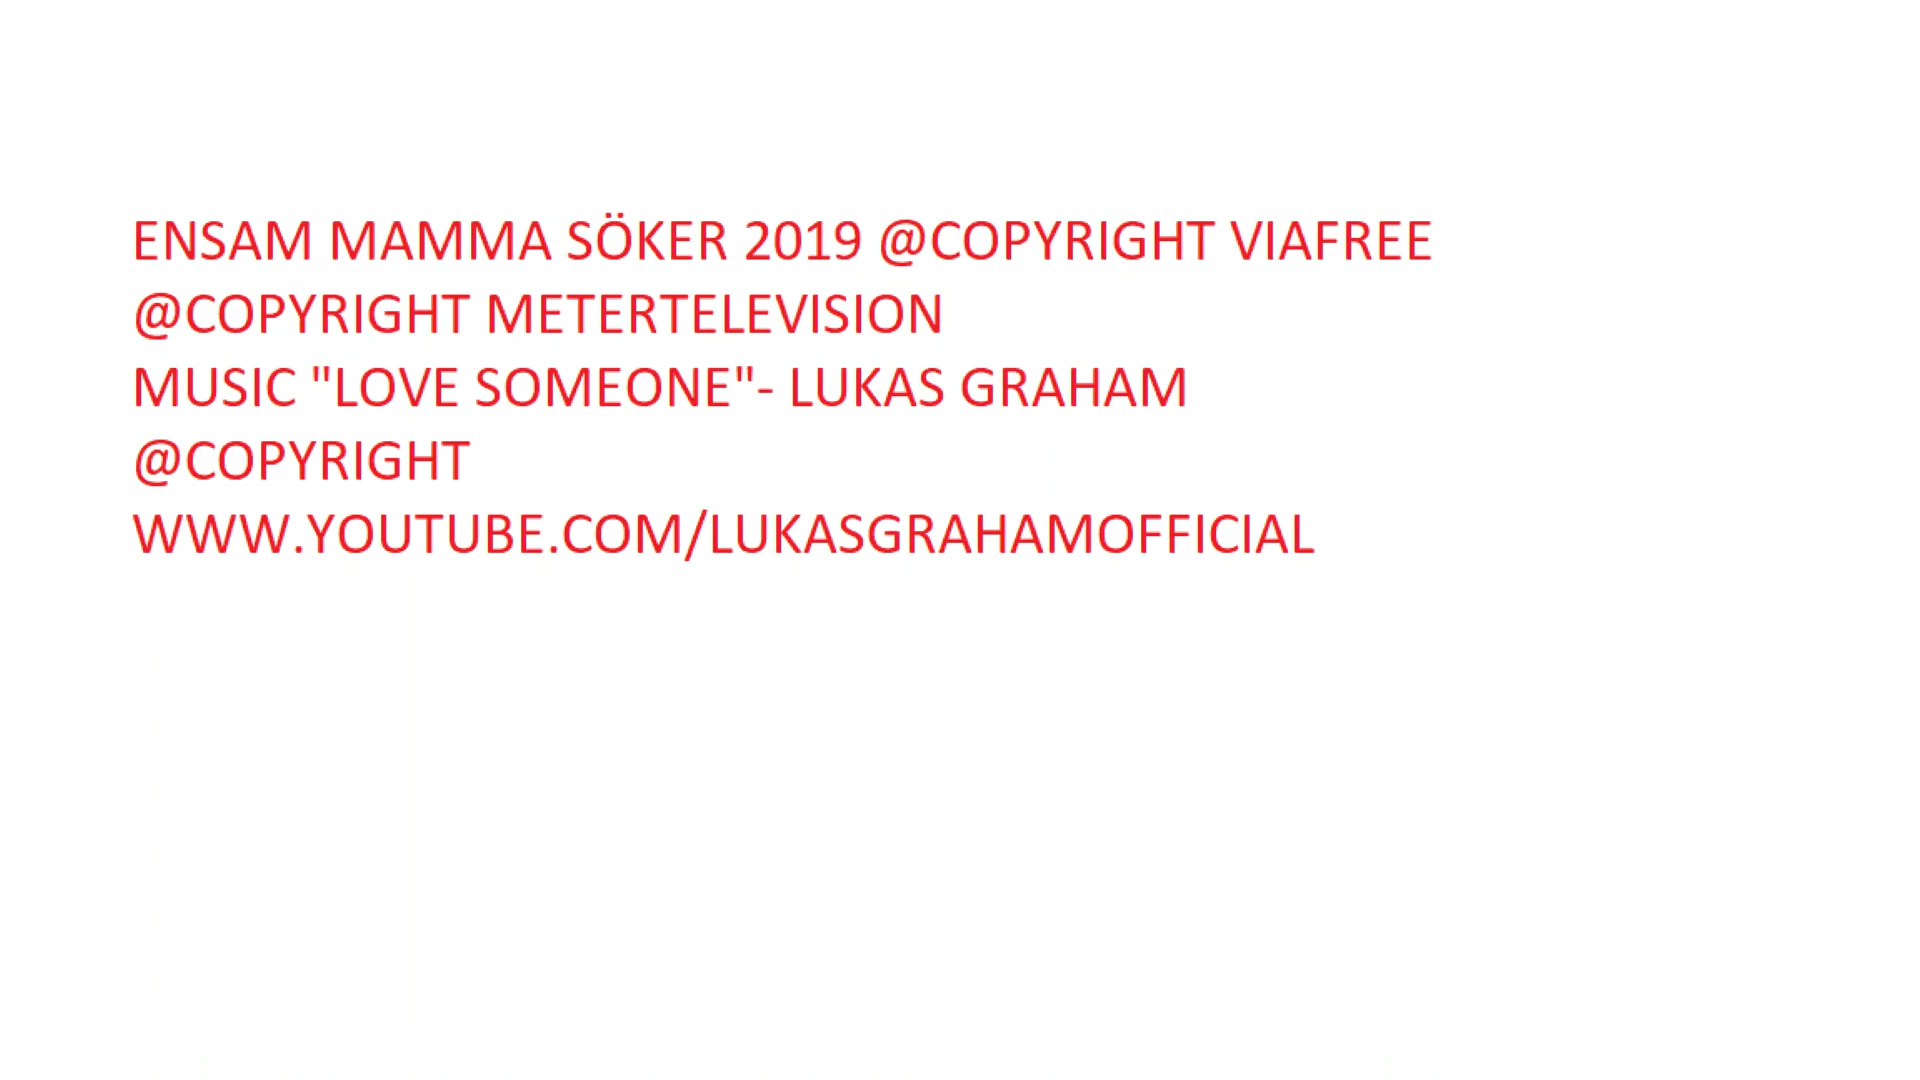 ENSAM MAMMA SÖKER 2019 @COPYRIGHT VIAFREE
@COPYRIGHT METERTELEVISION
MUSIC "LOVE SOMEONE"- LUKAS GRAHAM
@COPYRIGHT
WWW.YOUTUBE.COM/LUKASGRAHAMOFFICIAL